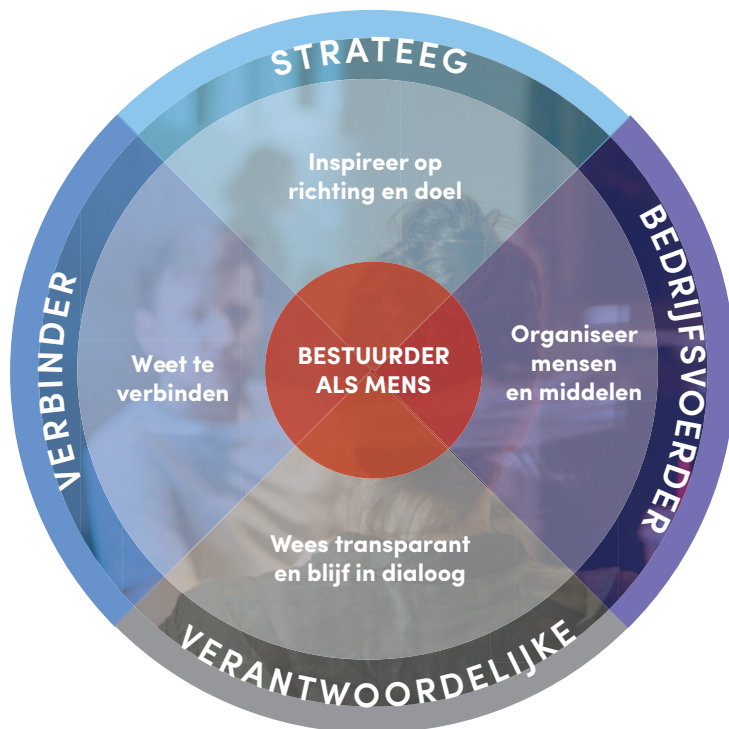 STRATEEG
Inspireer op
richting en doel
BEDRIJFSVOERDER
Organiseer
mensen
en middelen
VERBINDER
Weet te
verbinden
BESTUURDER
ALS MENS
Wees transparant
en blijf in dialoog
VERANTWOORDELIJKE